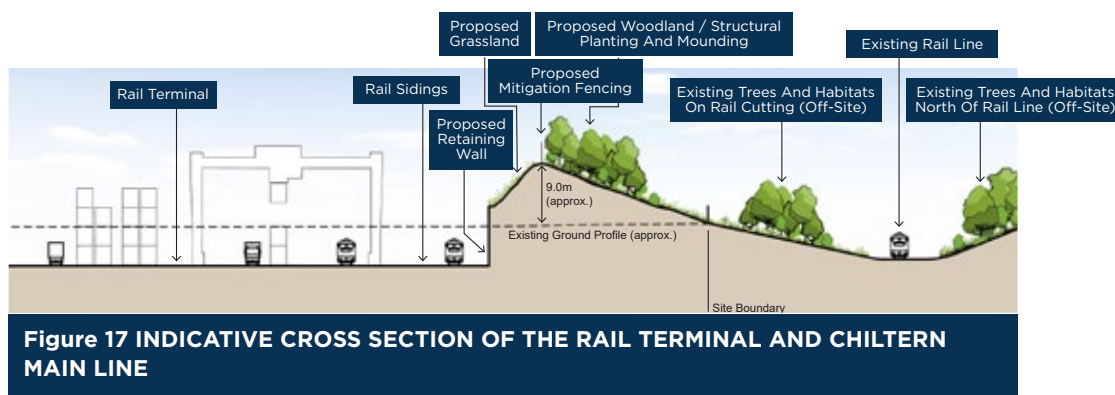 Proposed
Grassland
Proposed Woodland / Structural
Planting And Mounding
Existing Rail Line
Rail Terminal
Rail Sidings
Proposed
Mitigation Fencing
Existing Trees And Habitats
On Rail Cutting (Off-Site)
Existing Trees And Habitats
North Of Rail Line (Off-Site)
Proposed
Retaining
Wall
9.0m
(approx.)
Existing Ground Profile (approx.)
Site Boundary
Figure 17 INDICATIVE CROSS SECTION OF THE RAIL TERMINAL AND CHILTERN
MAIN LINE